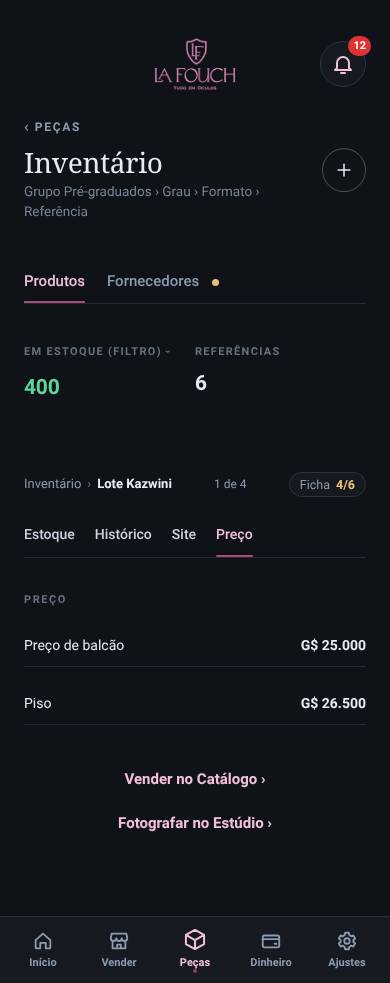 LF
LA FOUCH
Tudo em Óculos
12
‹ PEÇAS
Inventário
Grupo Pré-graduados › Grau › Formato ›
Referência
+
Produtos Fornecedores
EM ESTOQUE (FILTRO) REFERÊNCIAS
400 6
Inventário › Lote Kazwini 1 de 4 Ficha 4/6
Estoque Histórico Site Preço
PREÇO
Preço de balcão G$ 25.000
Piso G$ 26.500
Vender no Catálogo ›
Fotografar no Estúdio ›
Início Vender Peças Dinheiro Ajustes